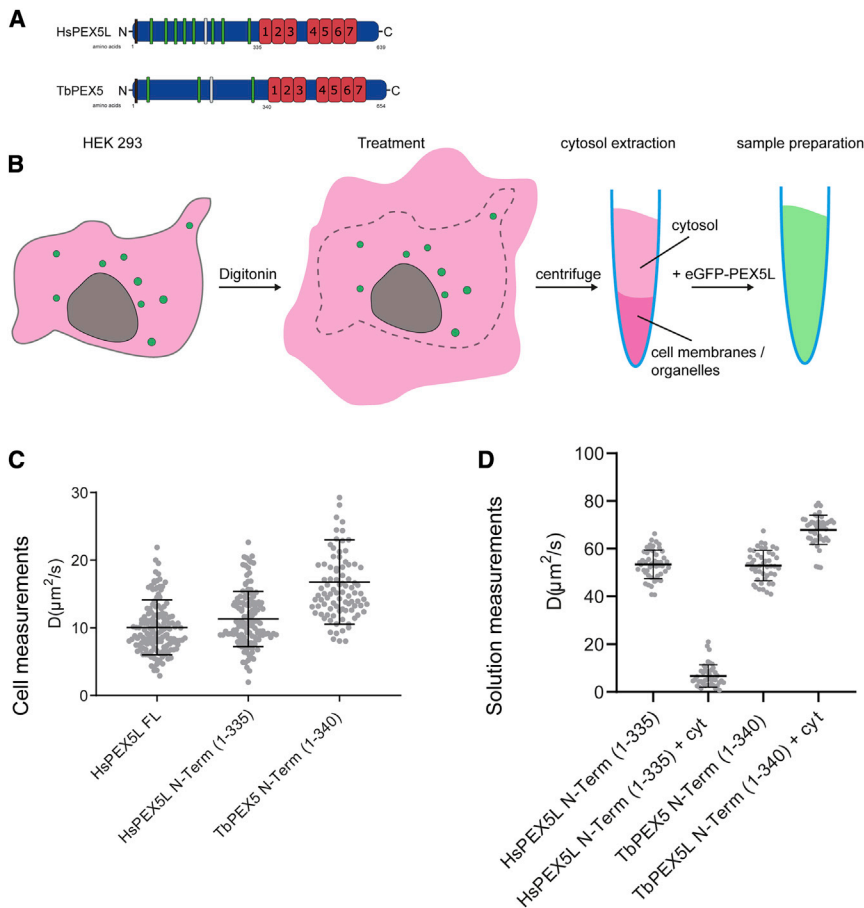 A
HsPEX5L N 1 2 3 4 5 6 7 C
amino acids 1 335 639
TbPEX5 N 1 2 3 4 5 6 7 C
amino acids 1 340 654
B
HEK 293 Treatment cytosol extraction sample preparation
cytosol
Digitonin centrifuge + eGFP-PEX5L
cell membranes /
organelles
C
Cell measurements
D(µm²/s)
30
20
10
0
HsPEX5L FL
HsPEX5L N-Term (1-335)
TbPEX5 N-Term (1-340)
D
Solution measurements
D(µm²/s)
100
80
60
40
20
0
HsPEX5L N-Term (1-335)
HsPEX5L N-Term (1-335) + cyt
TbPEX5 N-Term (1-340)
TbPEX5L N-Term (1-340) + cyt